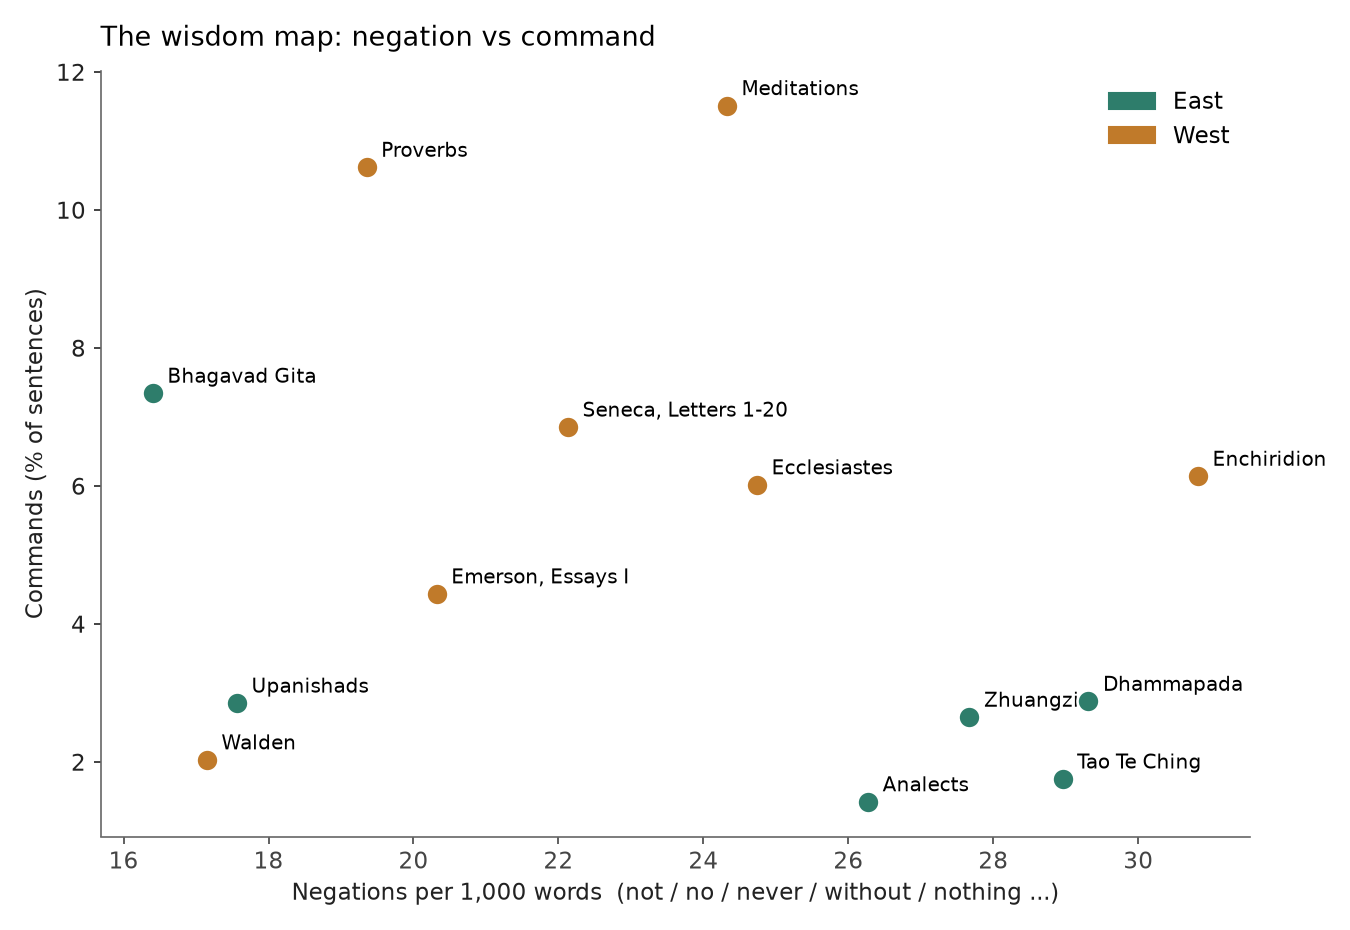 The wisdom map: negation vs command
12
10
8
6
4
2
Commands (% of sentences)
Meditations
East
West
Proverbs
Bhagavad Gita
Seneca, Letters 1-20
Ecclesiastes
Enchiridion
Emerson, Essays I
Upanishads
Walden
Zhuangzi
Dhammapada
Tao Te Ching
Analects
16 18 20 22 24 26 28 30
Negations per 1,000 words (not / no / never / without / nothing ...)